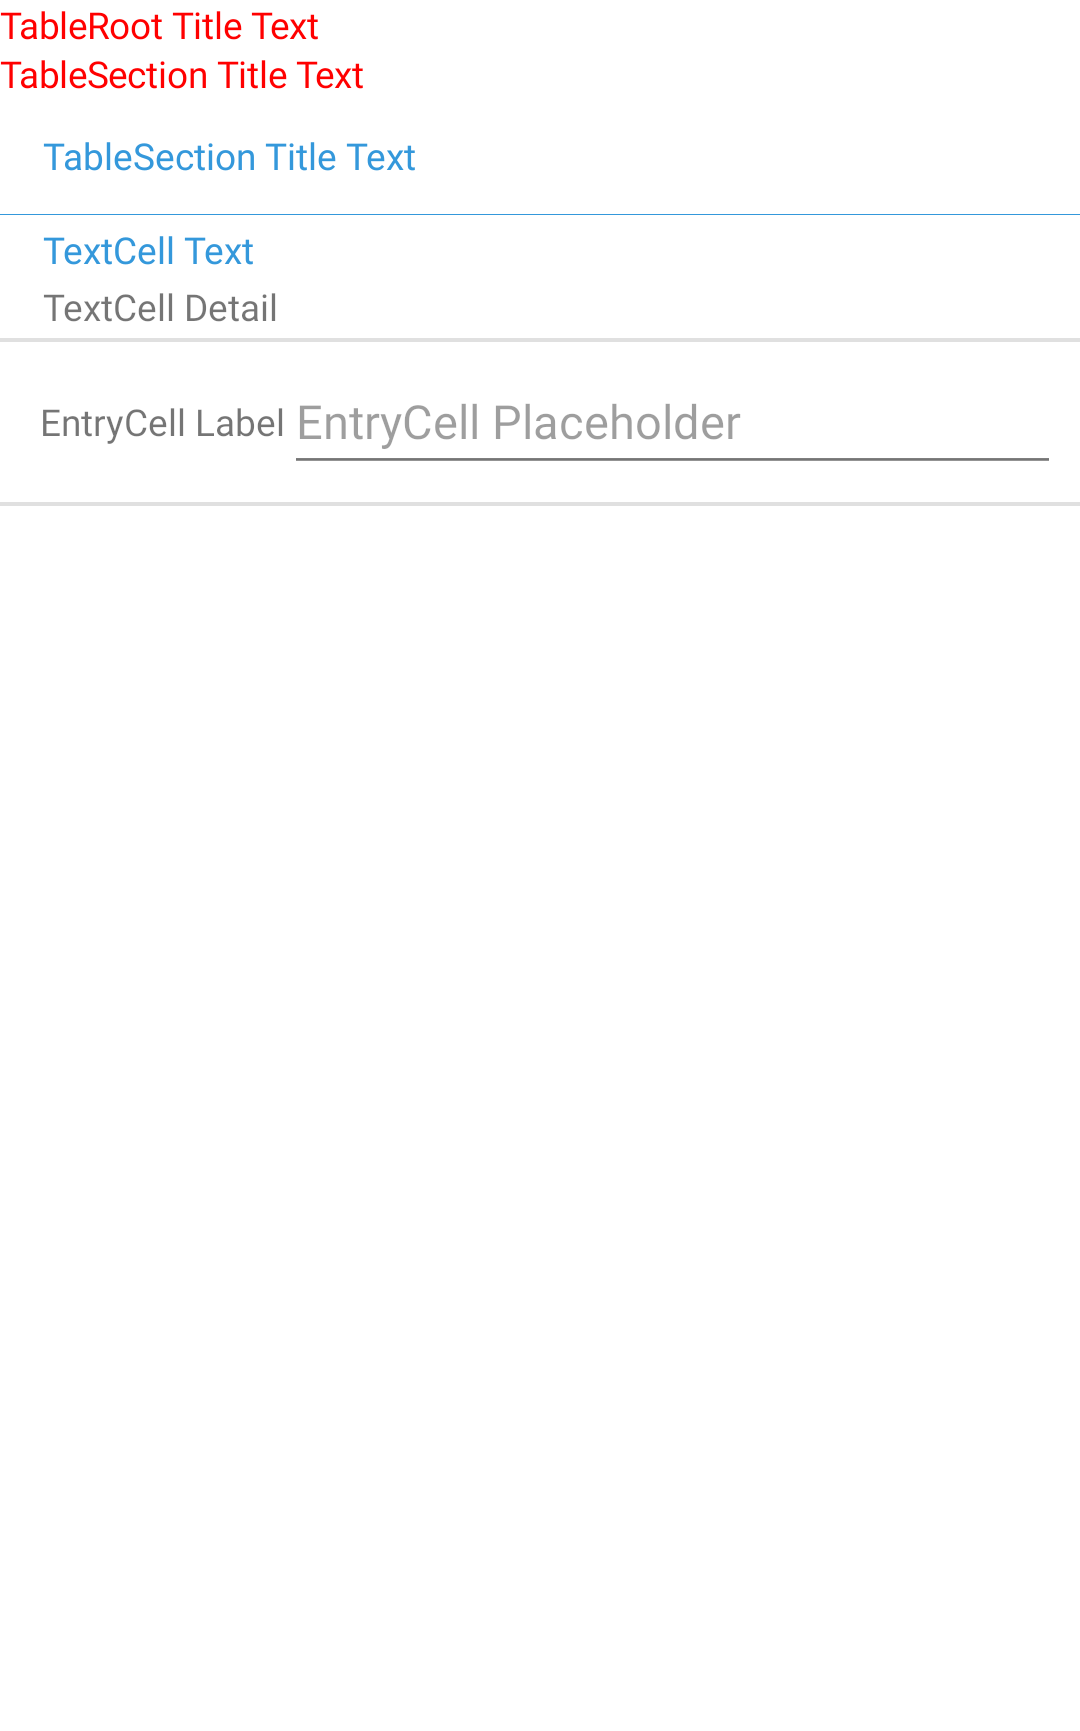 TableRoot Title Text
TableSection Title Text
TableSection Title Text
TextCell Text
TextCell Detail
EntryCell Label EntryCell Placeholder